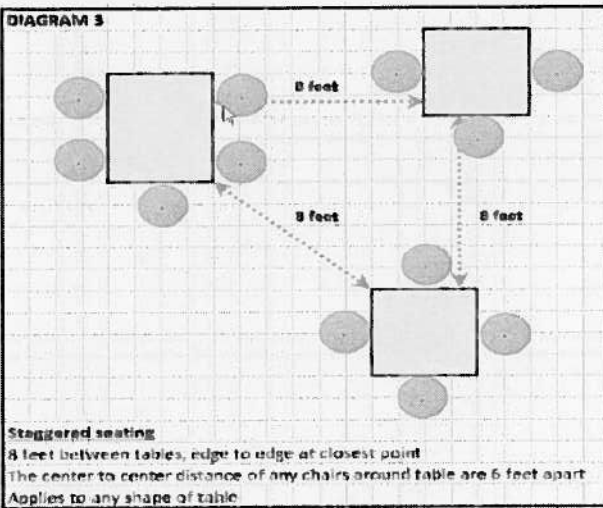 DIAGRAM 3
8 feet
8 feet
8 feet
Staggered seating
8 feet between tables, edge to edge at closest point
The center to center distance of any chairs around table are 6 feet apart
Applies to any shape of table